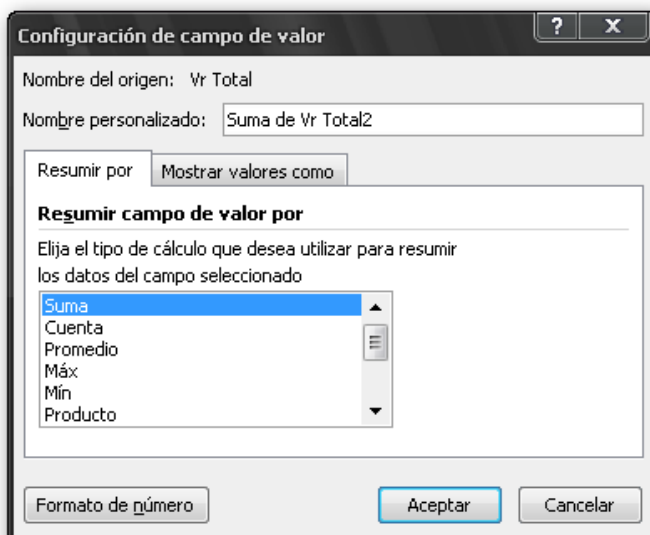 Configuración de campo de valor
Nombre del origen: Vr Total
Nombre personalizado: Suma de Vr Total2
Resumir por Mostrar valores como
Resumir campo de valor por
Elija el tipo de cálculo que desea utilizar para resumir
los datos del campo seleccionado
Suma
Cuenta
Promedio
Máx
Mín
Producto
Formato de número Aceptar Cancelar